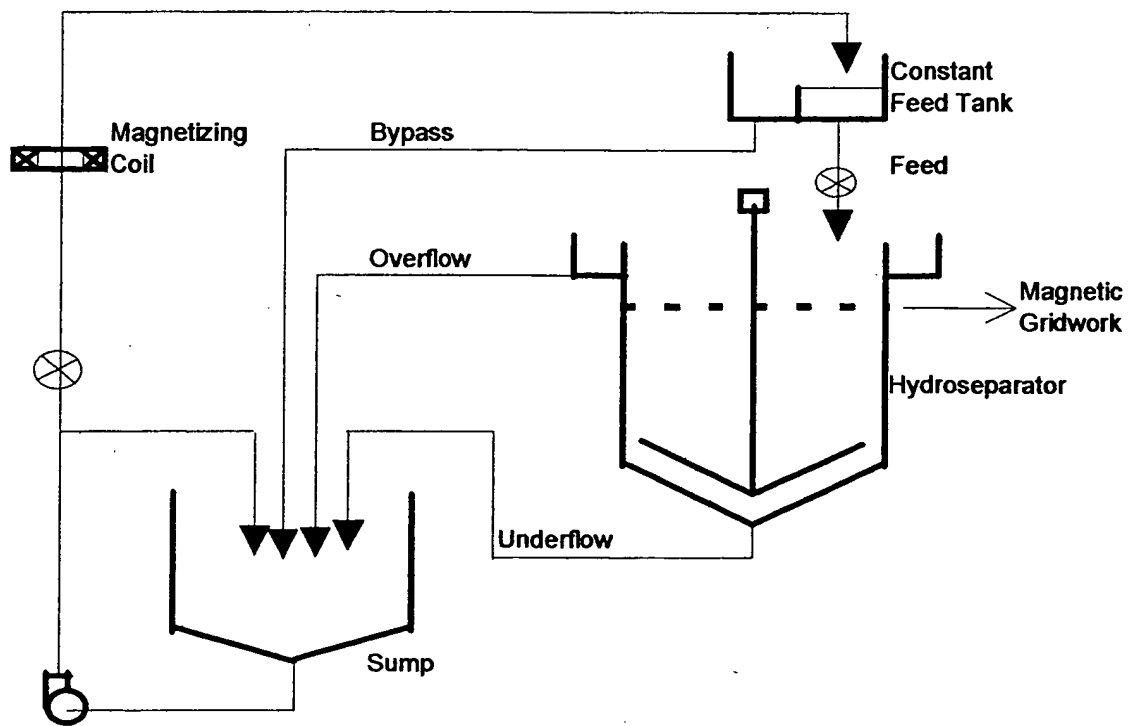 Constant
Feed Tank
Magnetizing
Coil
Bypass
Feed
Overflow
Magnetic
Gridwork
Hydroseparator
Underflow
Sump